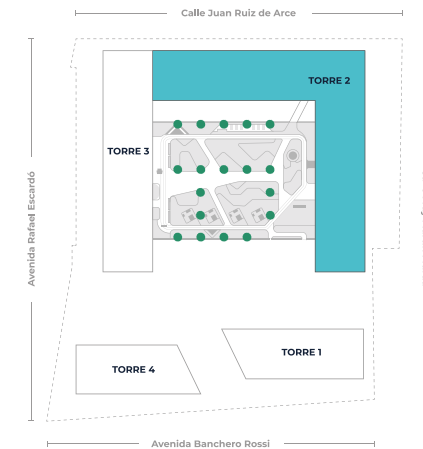 Calle Juan Ruiz de Arce
TORRE 2
TORRE 3
Avenida Rafael Escardó
TORRE 1
TORRE 4
Avenida Banchero Rossi